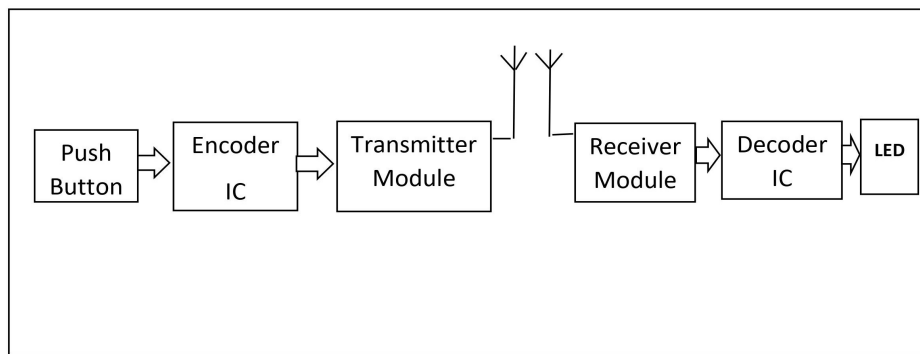 Push
Button
Encoder
IC
Transmitter
Module
Receiver
Module
Decoder
IC
LED